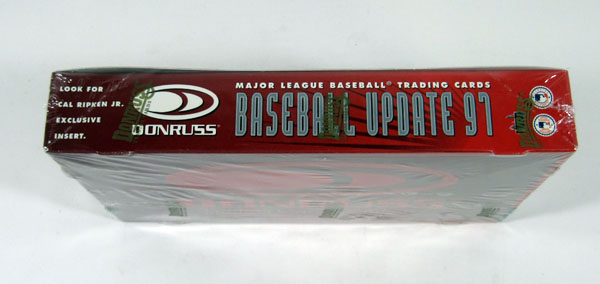 LOOK FOR
CAL RIPKEN JR.
EXCLUSIVE
INSERT.
DONRUSS
MAJOR LEAGUE BASEBALL® TRADING CARDS
BASEBALL UPDATE 97